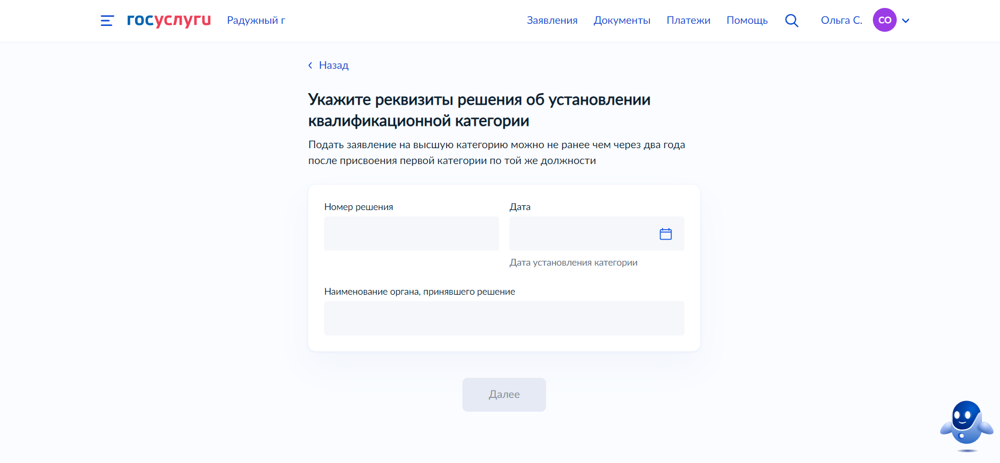 госуслуги Радужный г Заявления Документы Платежи Помощь Ольга С. СО
Назад
Укажите реквизиты решения об установлении
квалификационной категории
Подать заявление на высшую категорию можно не ранее чем через два года
после присвоения первой категории по той же должности
Номер решения Дата
Дата установления категории
Наименование органа, принявшего решение
Далее